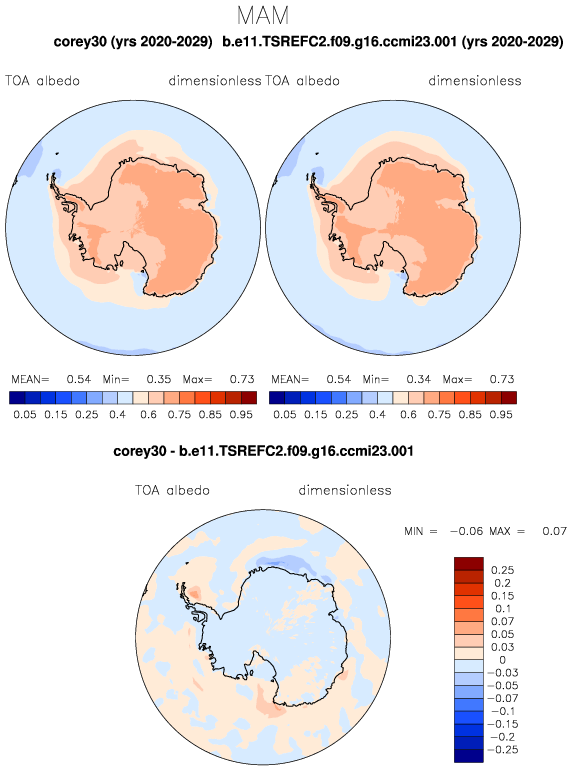 MAM
corey30 (yrs 2020-2029) b.e11.TSREFC2.f09.g16.ccmi23.001 (yrs 2020-2029)
TOA albedo dimensionless TOA albedo dimensionless
MEAN= 0.54 Min= 0.35 Max= 0.73 MEAN= 0.54 Min= 0.34 Max= 0.73
0.05 0.15 0.25 0.4 0.6 0.75 0.85 0.95 0.05 0.15 0.25 0.4 0.6 0.75 0.85 0.95
corey30 - b.e11.TSREFC2.f09.g16.ccmi23.001
TOA albedo dimensionless
MIN = -0.06 MAX = 0.07
0.25
0.2
0.15
0.1
0.07
0.05
0.03
0
-0.03
-0.05
-0.07
-0.1
-0.15
-0.2
-0.25